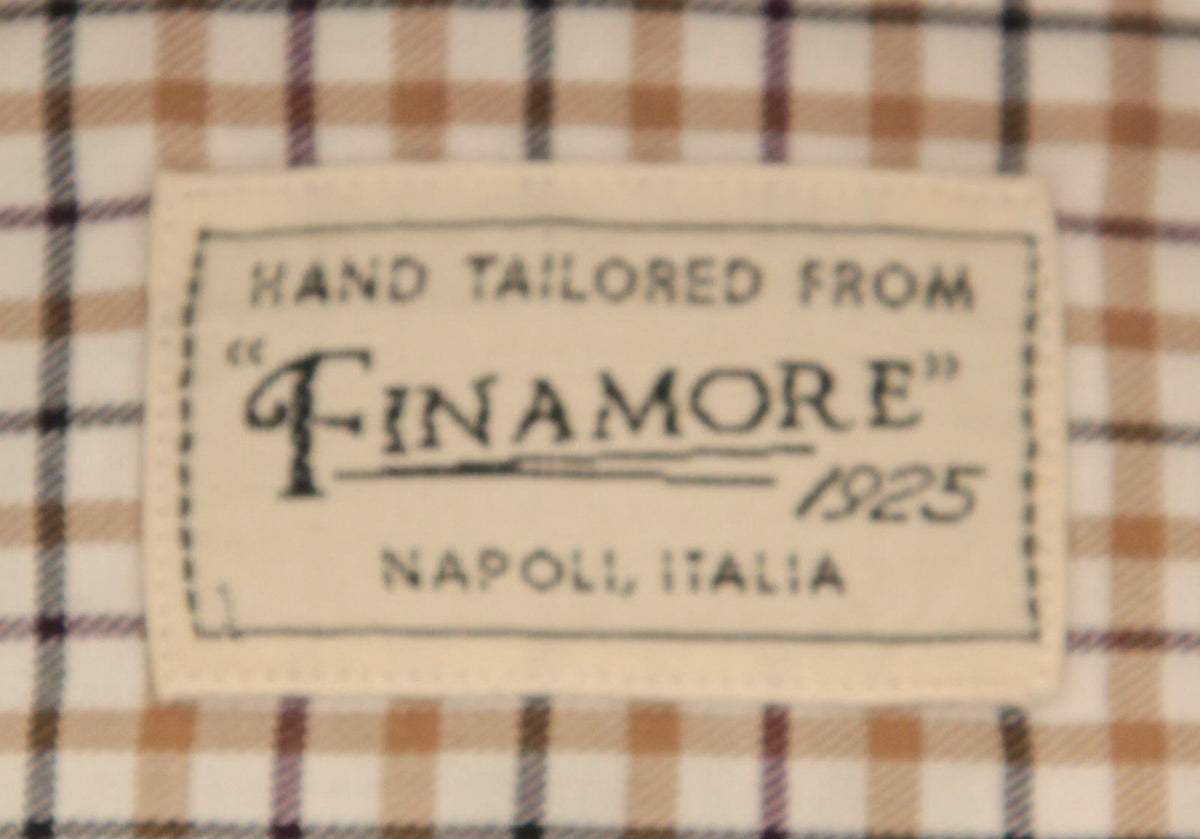 HAND TAILORED FROM
“FINAMORE”
1925
NAPOLI, ITALIA